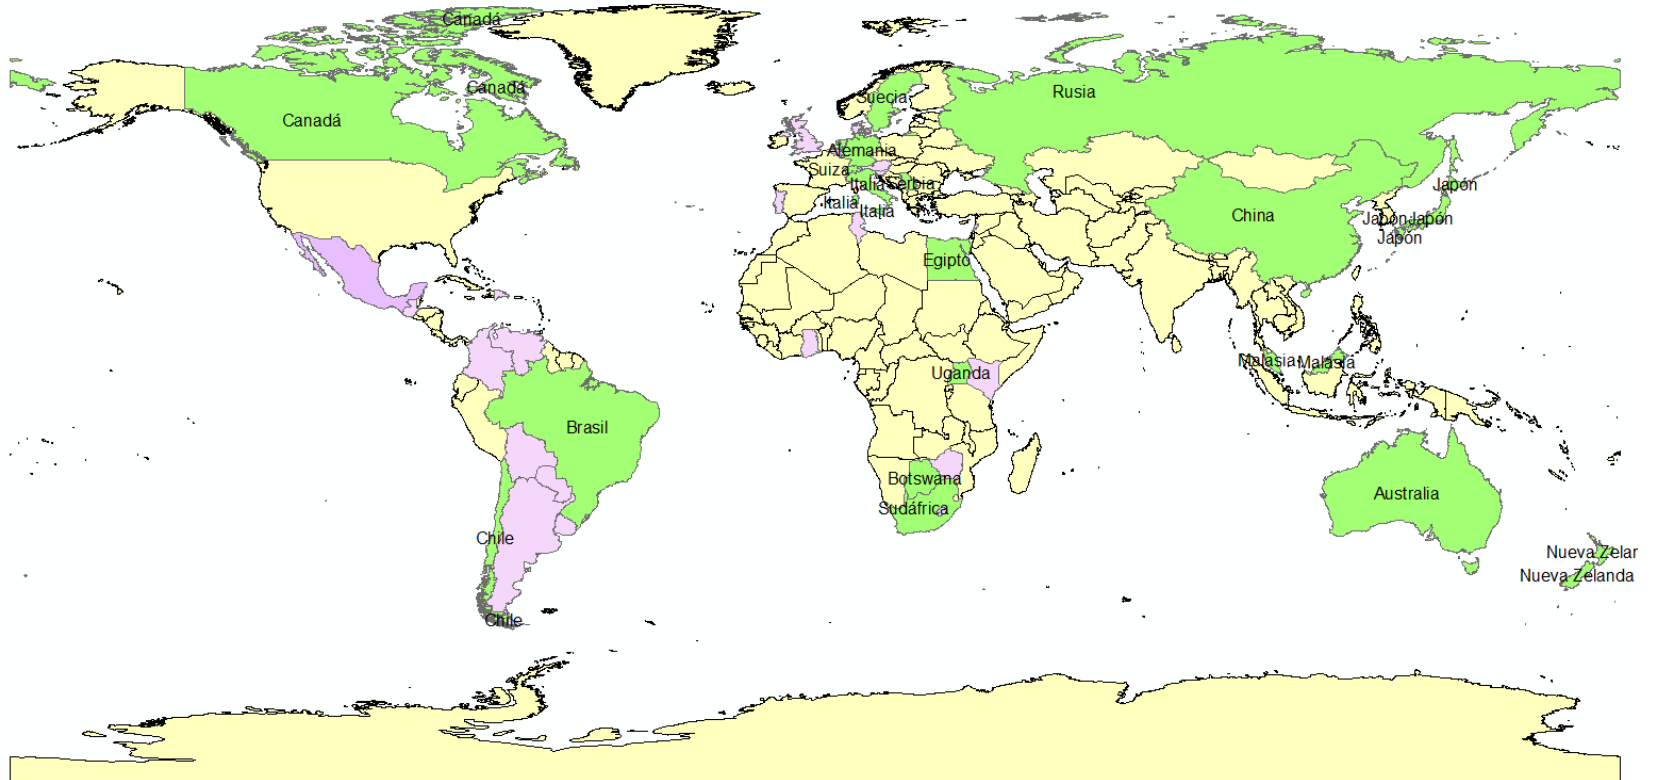 Canadá
Canadá
Canadá
Suecia
Rusia
Alemania
Suiza
Italia
Serbia
Italia
Italia
Japón
China
Japón
Japón
Japón
Egipto
Malasia
Malasia
Uganda
Brasil
Botswana
Sudáfrica
Australia
Chile
Chile
Nueva Zelar
Nueva Zelanda